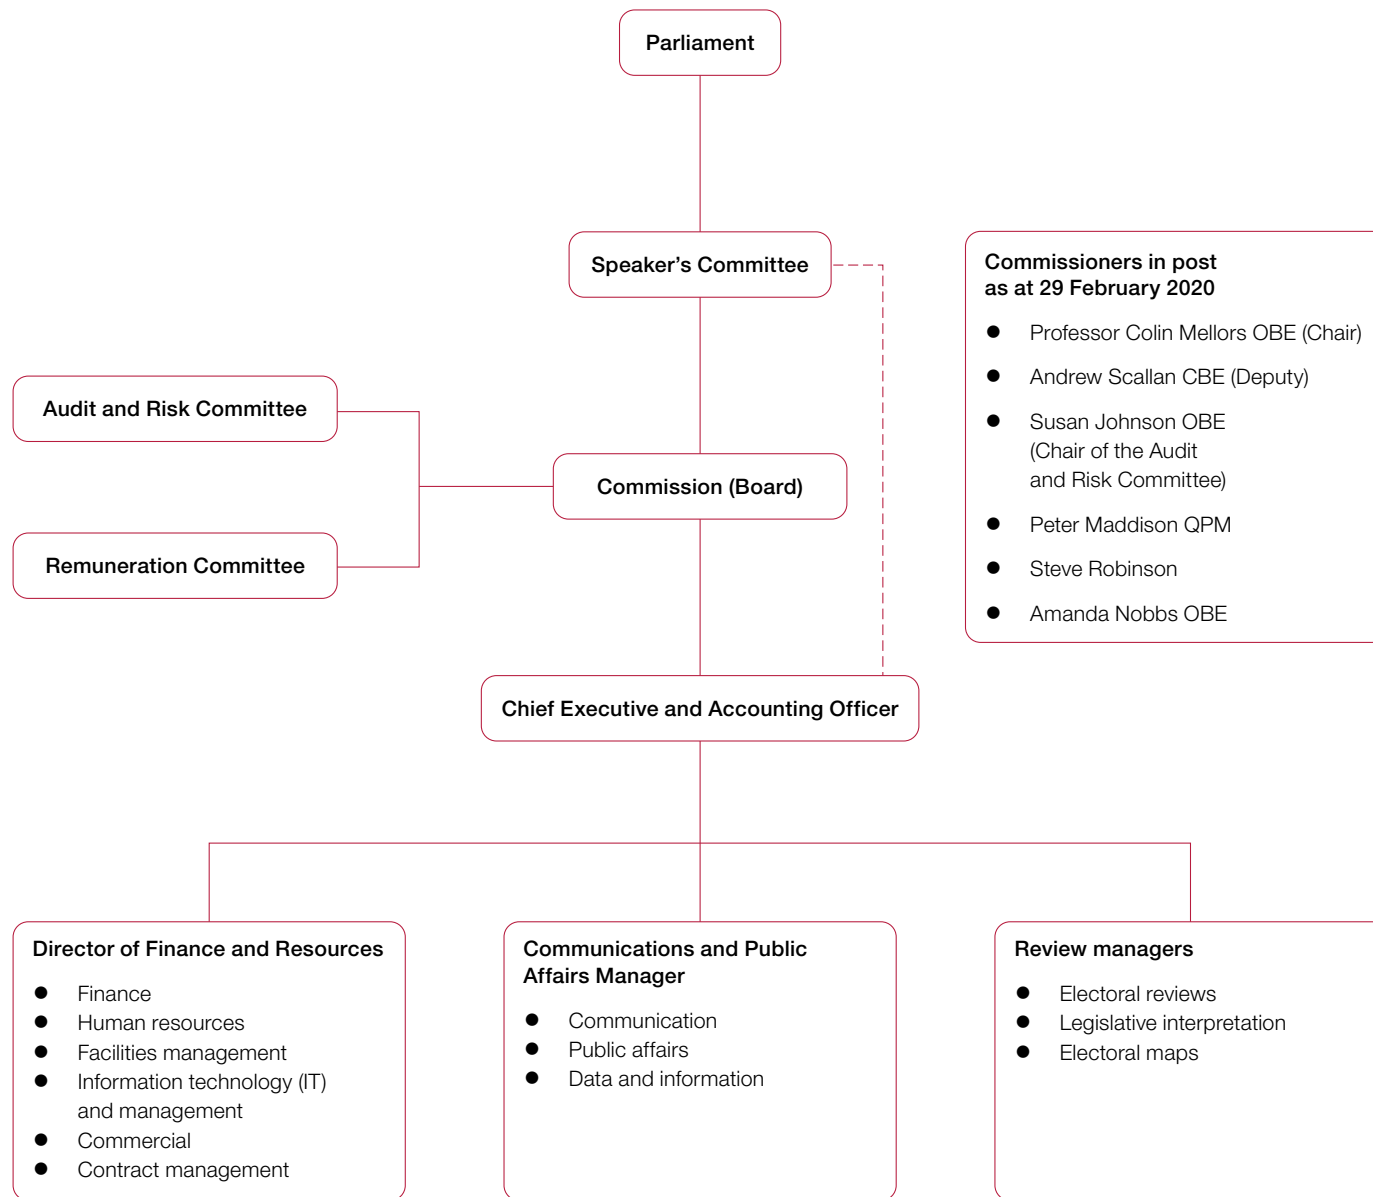 Parliament
Speaker’s Committee
Commissioners in post
as at 29 February 2020
● Professor Colin Mellors OBE (Chair)
● Andrew Scallan CBE (Deputy)
● Susan Johnson OBE
(Chair of the Audit
and Risk Committee)
● Peter Maddison QPM
● Steve Robinson
● Amanda Nobbs OBE
Audit and Risk Committee
Commission (Board)
Remuneration Committee
Chief Executive and Accounting Officer
Director of Finance and Resources
● Finance
● Human resources
● Facilities management
● Information technology (IT)
and management
● Commercial
● Contract management
Communications and Public
Affairs Manager
● Communication
● Public affairs
● Data and information
Review managers
● Electoral reviews
● Legislative interpretation
● Electoral maps